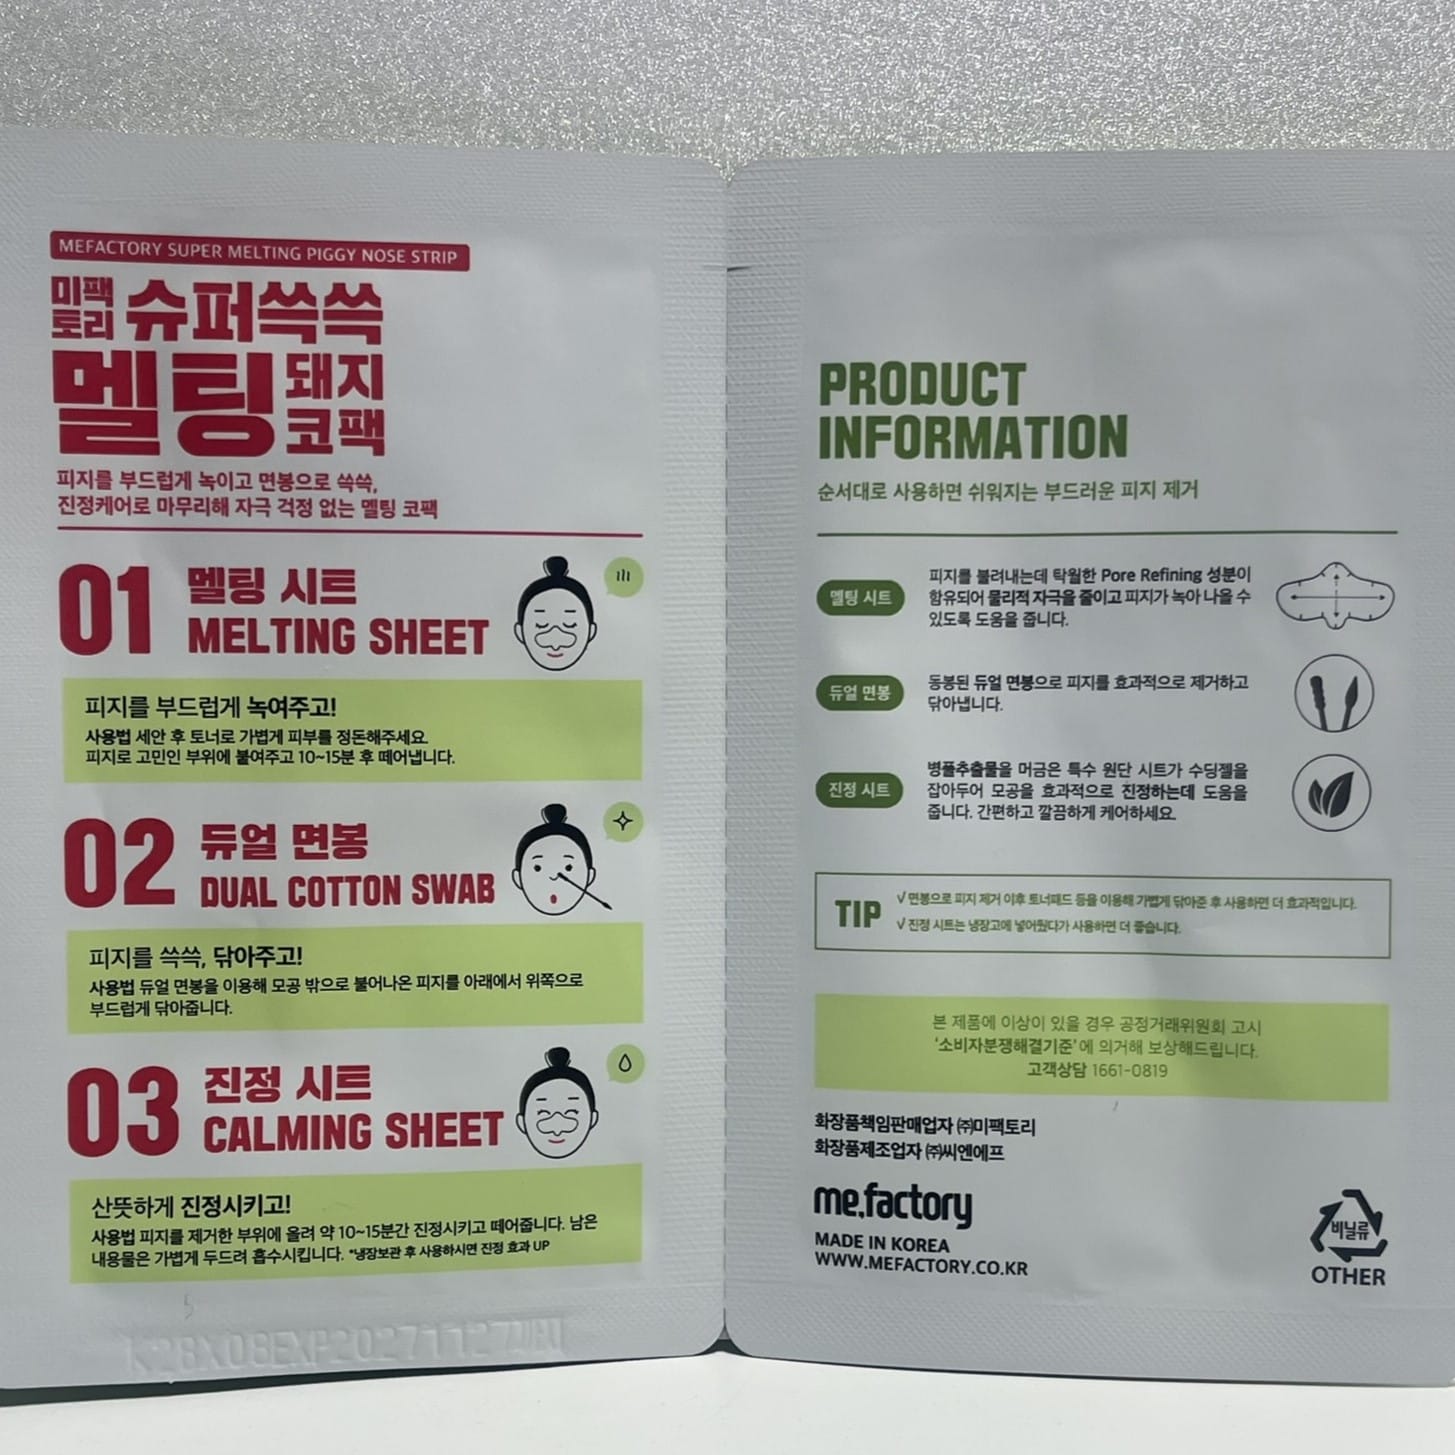 MEFACTORY SUPER MELTING PIGGY NOSE STRIP
미팩토리 슈퍼쓱쓱
멜팅 돼지코팩
피지를 부드럽게 녹이고 면봉으로 쓱쓱,
진정케어로 마무리해 자극 걱정 없는 멜팅 코팩
01 멜팅 시트
MELTING SHEET
피지를 부드럽게 녹여주고!
사용법 세안 후 토너로 가볍게 피부를 정돈해주세요.
피지로 고민인 부위에 붙여주고 10~15분 후 떼어냅니다.
02 듀얼 면봉
DUAL COTTON SWAB
피지를 쓱쓱, 닦아주고!
사용법 듀얼 면봉을 이용해 모공 밖으로 불어나온 피지를 아래에서 위쪽으로
부드럽게 닦아줍니다.
03 진정 시트
CALMING SHEET
산뜻하게 진정시키고!
사용법 피지를 제거한 부위에 올려 약 10~15분간 진정시키고 떼어줍니다. 남은
내용물은 가볍게 두드려 흡수시킵니다. *냉장보관 후 사용하시면 진정 효과 UP
K2BX08EXP20271127
PRODUCT
INFORMATION
순서대로 사용하면 쉬워지는 부드러운 피지 제거
멜팅 시트
피지를 불려내는데 탁월한 Pore Refining 성분이
함유되어 물리적 자극을 줄이고 피지가 녹아 나올 수
있도록 도움을 줍니다.
듀얼 면봉
동봉된 듀얼 면봉으로 피지를 효과적으로 제거하고
닦아냅니다.
진정 시트
병풀추출물을 머금은 특수 원단 시트가 수딩젤을
잡아두어 모공을 효과적으로 진정하는데 도움을
줍니다. 간편하고 깔끔하게 케어하세요.
TIP
√ 면봉으로 피지 제거 이후 토너패드 등을 이용해 가볍게 닦아준 후 사용하면 더 효과적입니다.
√ 진정 시트는 냉장고에 넣어뒀다가 사용하면 더 좋습니다.
본 제품에 이상이 있을 경우 공정거래위원회 고시
'소비자분쟁해결기준'에 의거해 보상해드립니다.
고객상담 1661-0819
화장품책임판매업자 ㈜미팩토리
화장품제조업자 ㈜씨엔에프
me.factory
MADE IN KOREA
WWW.MEFACTORY.CO.KR
비닐류
OTHER